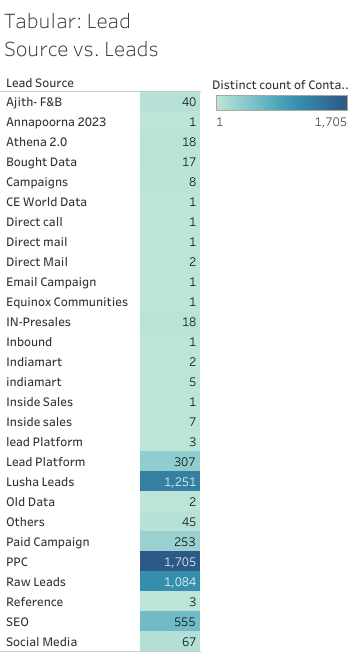 Tabular: Lead
Source vs. Leads
Lead Source
Distinct count of Conta..
1 1,705
Ajith- F&B 40
Annapoorna 2023 1
Athena 2.0 18
Bought Data 17
Campaigns 8
CE World Data 1
Direct call 1
Direct mail 1
Direct Mail 2
Email Campaign 1
Equinox Communities 1
IN-Presales 18
Inbound 1
Indiamart 2
indiamart 5
Inside Sales 1
Inside sales 7
lead Platform 3
Lead Platform 307
Lusha Leads 1,251
Old Data 2
Others 45
Paid Campaign 253
PPC 1,705
Raw Leads 1,084
Reference 3
SEO 555
Social Media 67